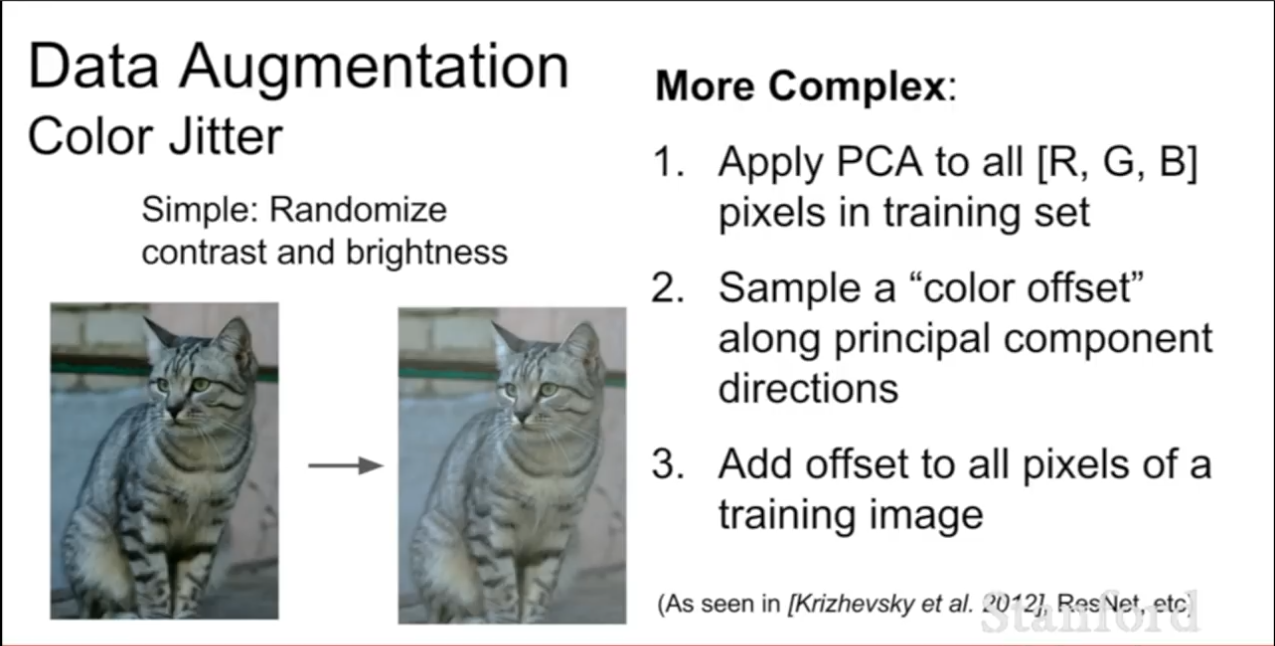 Data Augmentation
Color Jitter
Simple: Randomize
contrast and brightness
More Complex:
1. Apply PCA to all [R, G, B]
pixels in training set
2. Sample a “color offset”
along principal component
directions
3. Add offset to all pixels of a
training image
(As seen in [Krizhevsky et al. 2012], ResNet, etc)
Stanford